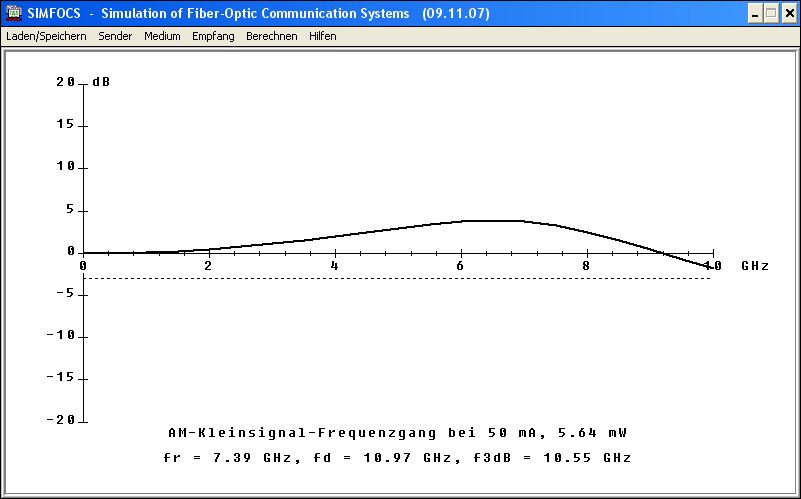 SIMFOCS - Simulation of Fiber-Optic Communication Systems (09.11.07)
Laden/Speichern Sender Medium Empfang Berechnen Hilfen
20 dB
15
10
5
0
0 2 4 6 8 10 GHz
-5
-10
-15
-20
AM-Kleinsignal-Frequenzgang bei 50 mA, 5.64 mW
fr = 7.39 GHz, fd = 10.97 GHz, f3dB = 10.55 GHz